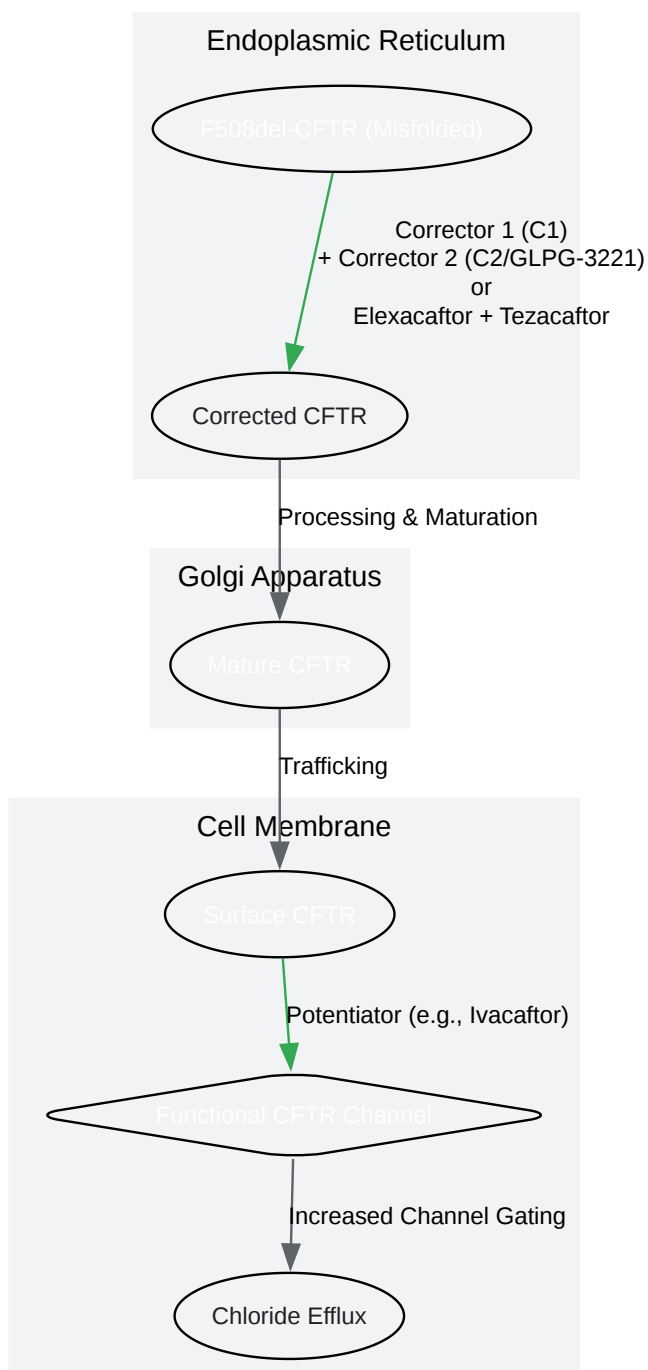 Endoplasmic Reticulum
F508del-CFTR (Misfolded)
Corrector 1 (C1)
+ Corrector 2 (C2/GLPG-3221)
or
Elexacaftor + Tezacaftor
Corrected CFTR
Processing & Maturation
Golgi Apparatus
Mature CFTR
Trafficking
Cell Membrane
Surface CFTR
Potentiator (e.g., Ivacaftor)
Functional CFTR Channel
Increased Channel Gating
Chloride Efflux